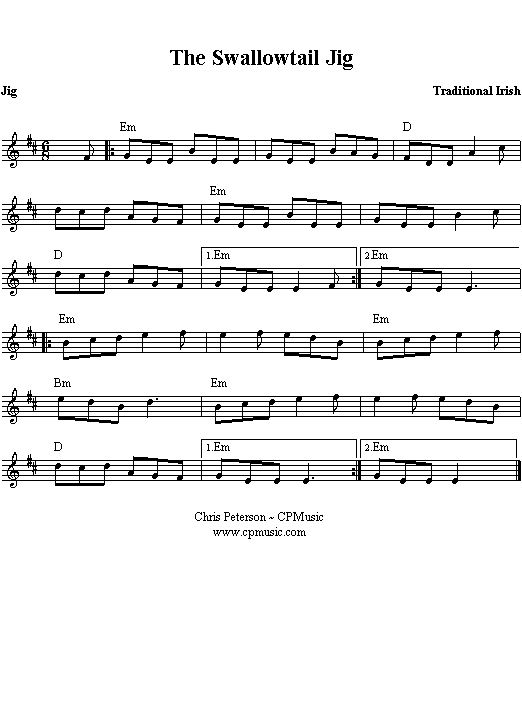 The Swallowtail Jig
Jig Traditional Irish
6/8 Em D
Em
D 1.Em 2.Em
Em Em
Bm Em
D 1.Em 2.Em
Chris Peterson ~ CPMusic
www.cpmusic.com